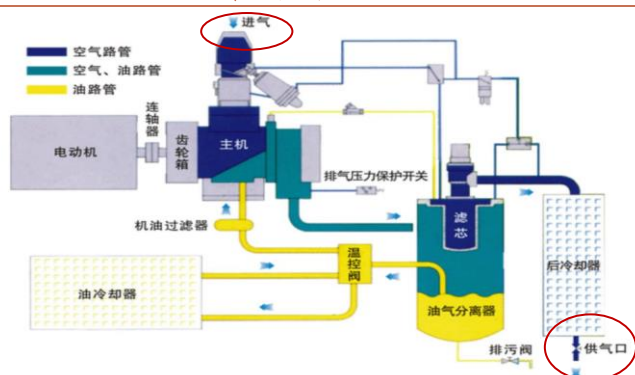 进气
空气路管
空气、油路管
油路管
连轴器
齿轮箱
主机
电动机
排气压力保护开关
滤芯
机油过滤器
温控阀
后冷却器
油冷却器
油气分离器
排污阀
供气口